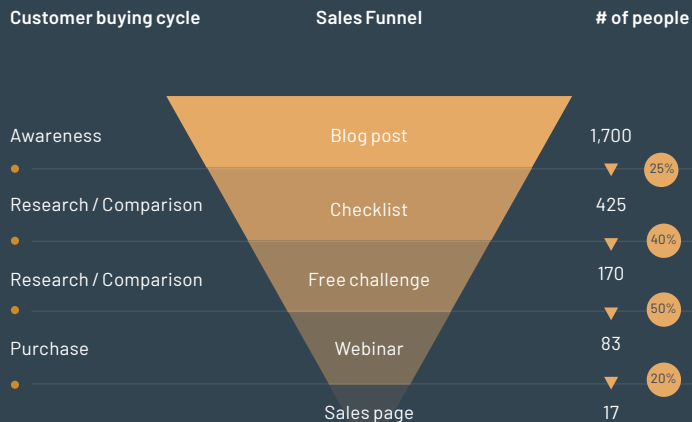 Customer buying cycle Sales Funnel # of people
Awareness Blog post 1,700
25%
Research / Comparison Checklist 425
40%
Research / Comparison Free challenge 170
50%
Purchase Webinar 83
20%
Sales page 17